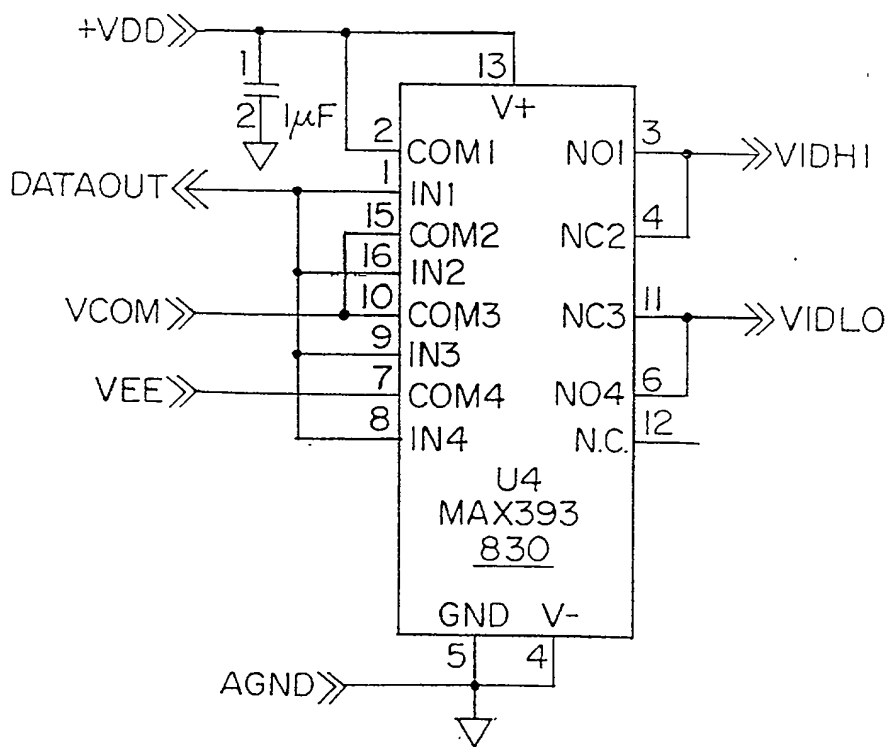 +VDD
1
2
1μF
13
V+
2
COM1
NO1
3
VIDHI
DATAOUT
1
IN1
15
COM2
NC2
4
16
IN2
VCOM
10
COM3
NC3
11
VIDLO
9
IN3
VEE
7
COM4
NO4
6
8
IN4
N.C.
12
U4
MAX393
830
GND
V-
5
4
AGND